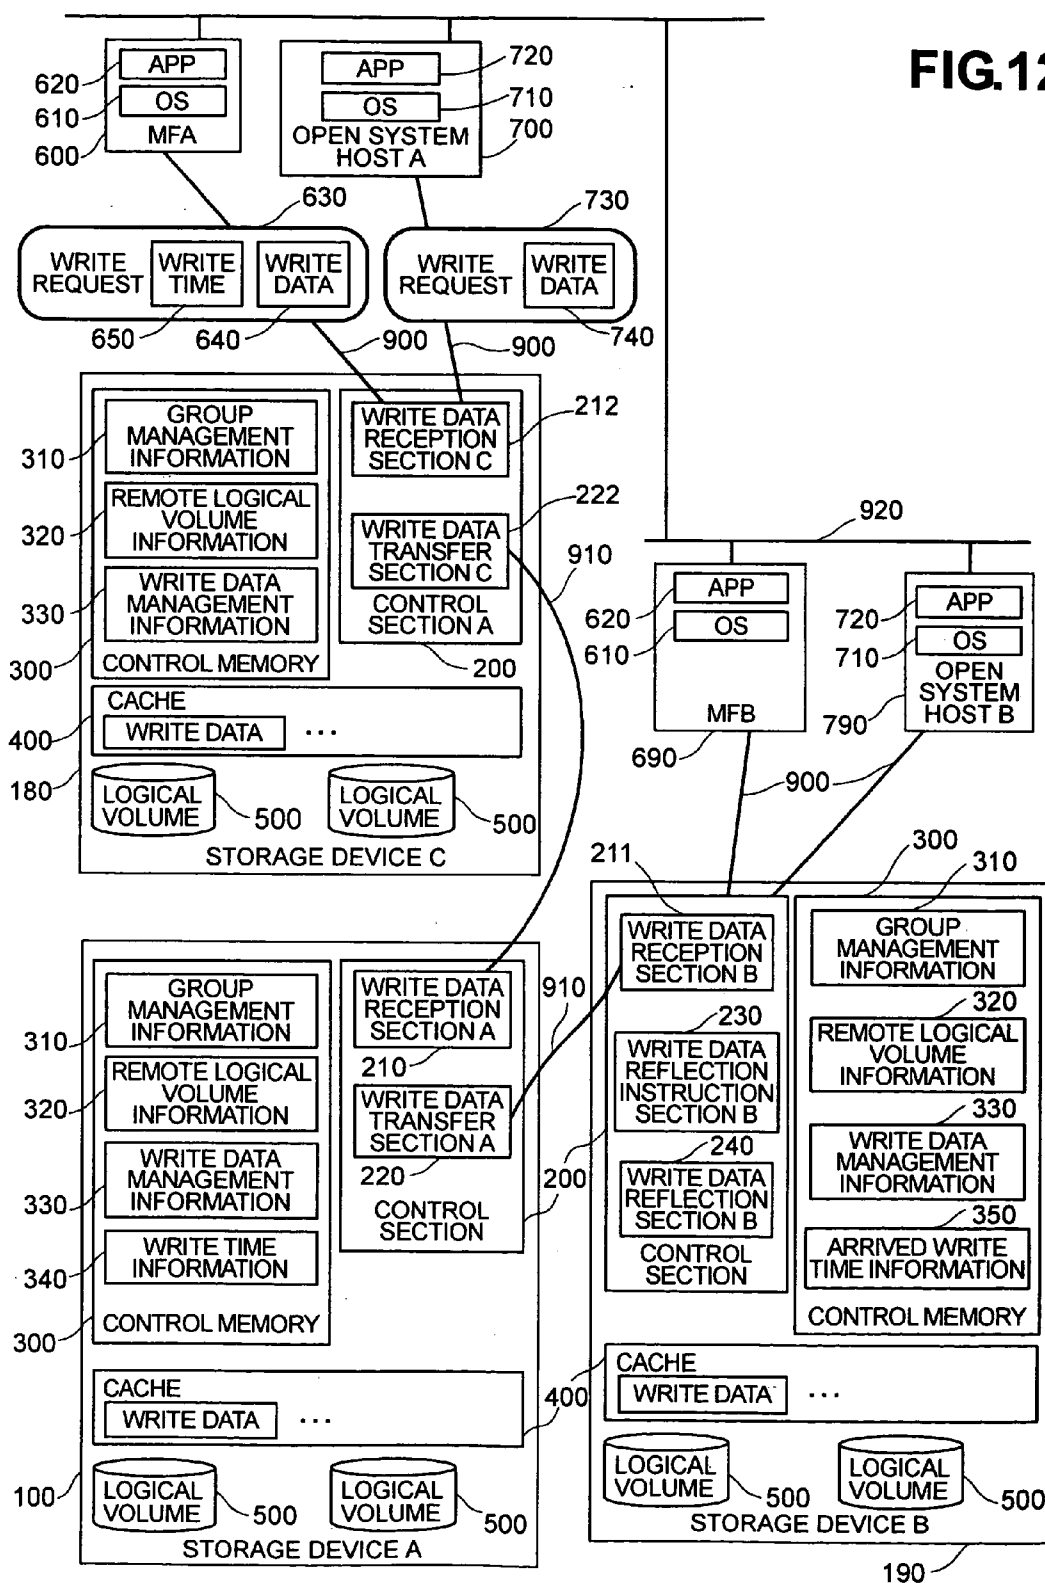 FIG.12
APP
OS
MFA
620
610
600
APP
OS
OPEN SYSTEM
HOST A
720
710
700
630
WRITE
REQUEST
WRITE
TIME
WRITE
DATA
650
640
900
730
WRITE
REQUEST
WRITE
DATA
740
900
GROUP
MANAGEMENT
INFORMATION
310
REMOTE LOGICAL
VOLUME
INFORMATION
320
WRITE DATA
MANAGEMENT
INFORMATION
330
CONTROL MEMORY
300
WRITE DATA
RECEPTION
SECTION C
212
WRITE DATA
TRANSFER
SECTION C
222
CONTROL
SECTION A
200
910
CACHE
WRITE DATA ...
400
180
LOGICAL
VOLUME
500
LOGICAL
VOLUME
500
STORAGE DEVICE C
920
APP
OS
MFB
620
610
690
APP
OS
OPEN
SYSTEM
HOST B
720
710
790
900
GROUP
MANAGEMENT
INFORMATION
310
REMOTE LOGICAL
VOLUME
INFORMATION
320
WRITE DATA
MANAGEMENT
INFORMATION
330
WRITE TIME
INFORMATION
340
CONTROL MEMORY
300
WRITE DATA
RECEPTION
SECTION A
210
WRITE DATA
TRANSFER
SECTION A
220
CONTROL
SECTION
200
910
CACHE
WRITE DATA ...
400
LOGICAL
VOLUME
500
LOGICAL
VOLUME
500
100
STORAGE DEVICE A
211
WRITE DATA
RECEPTION
SECTION B
230
WRITE DATA
REFLECTION
INSTRUCTION
SECTION B
240
WRITE DATA
REFLECTION
SECTION B
CONTROL
SECTION
300
310
GROUP
MANAGEMENT
INFORMATION
320
REMOTE LOGICAL
VOLUME
INFORMATION
330
WRITE DATA
MANAGEMENT
INFORMATION
350
ARRIVED WRITE
TIME INFORMATION
CONTROL MEMORY
CACHE
WRITE DATA ...
LOGICAL
VOLUME
500
LOGICAL
VOLUME
500
STORAGE DEVICE B
190